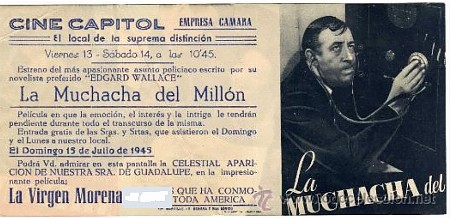 CINE CAPITOL EMPRESA CAMARA
El local de la suprema distinción
Viernes 13 - Sábado 14, a las 10'45.
Estreno del más apasionante asento policiaco escrito por su
novelista preferido "EDGARD WALLACE"
La Muchacha del Millón
Película en que la emoción, el interés y la intriga le tendrán
pendiente durante todo el transcurso de la misma.
Entrada gratis de las Sras. y Srtas, que asistieron el Domingo
y el Lunes a nuestro local.
El Domingo 15 de Julio de 1945
Podrá Vd. admirar en esta pantalla la CELESTIAL APARI-
CION DE NUESTRA SRA. DE GUADALUPE, en la im-
presionante película;
La Virgen Morena S QUE HA CONMO-
TODA AMERICA
La
MUCHACHA del